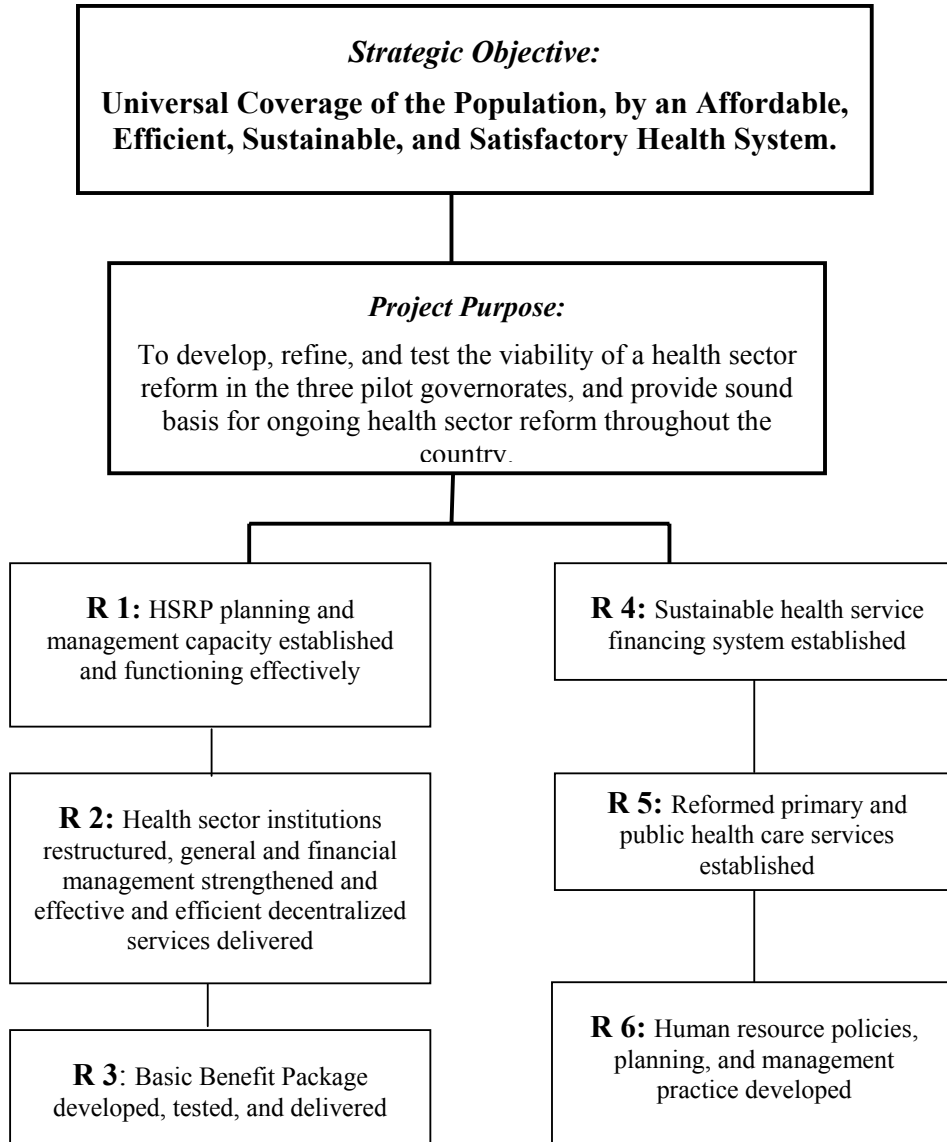 Strategic Objective:
Universal Coverage of the Population, by an Affordable,
Efficient, Sustainable, and Satisfactory Health System.
Project Purpose:
To develop, refine, and test the viability of a health sector
reform in the three pilot governorates, and provide sound
basis for ongoing health sector reform throughout the
country.
R 1: HSRP planning and
management capacity established
and functioning effectively
R 2: Health sector institutions
restructured, general and financial
management strengthened and
effective and efficient decentralized
services delivered
R 3: Basic Benefit Package
developed, tested, and delivered
R 4: Sustainable health service
financing system established
R 5: Reformed primary and
public health care services
established
R 6: Human resource policies,
planning, and management
practice developed